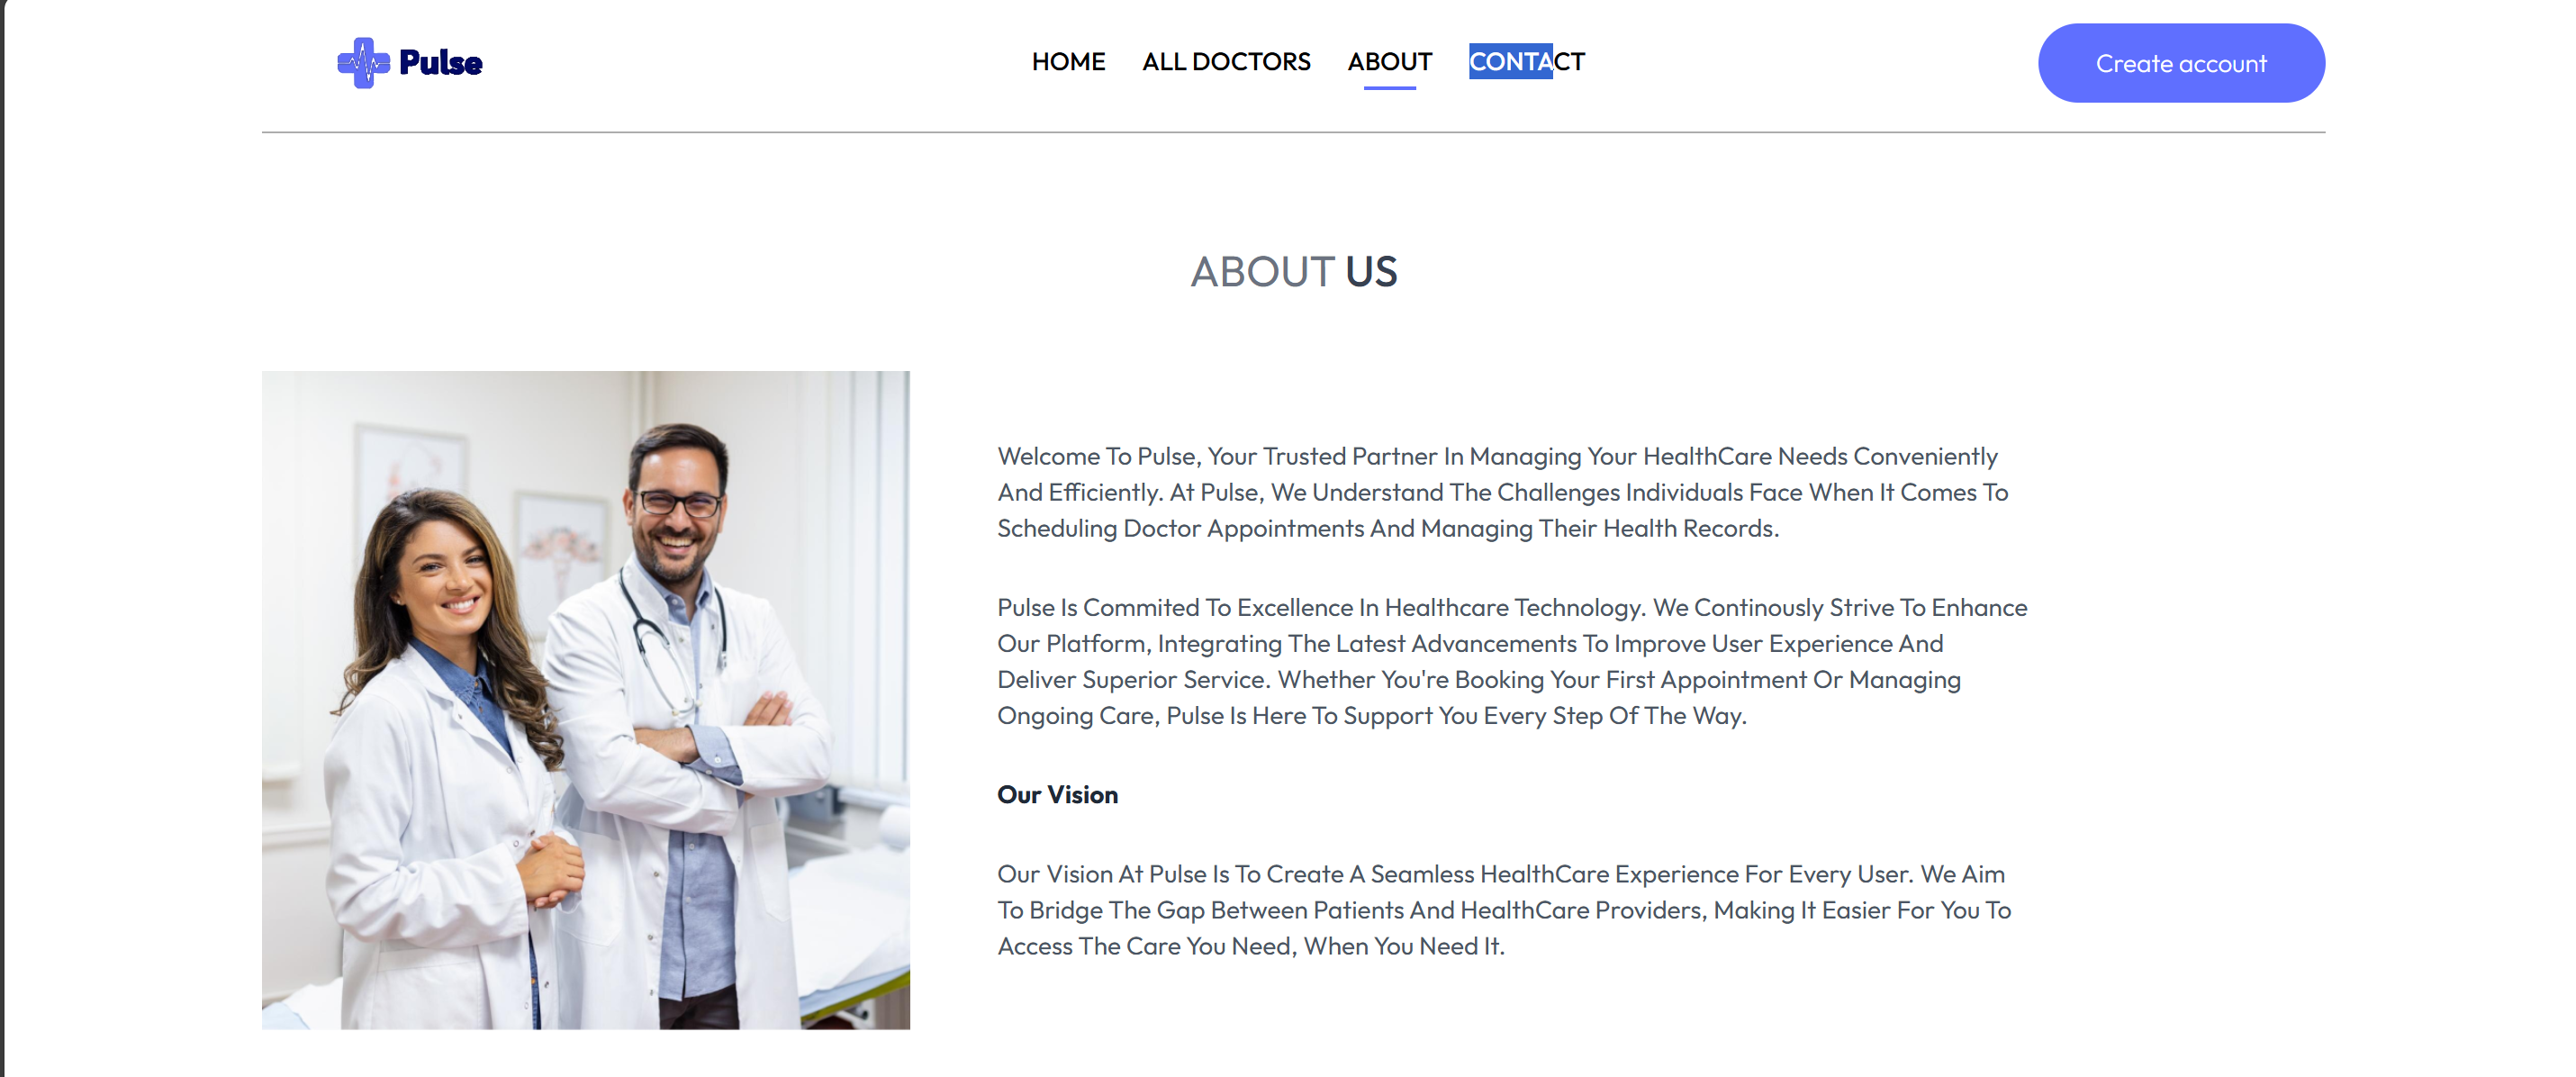 Pulse
HOME
ALL DOCTORS
ABOUT
CONTACT
Create account
ABOUT US
Welcome To Pulse, Your Trusted Partner In Managing Your HealthCare Needs Conveniently
And Efficiently. At Pulse, We Understand The Challenges Individuals Face When It Comes To
Scheduling Doctor Appointments And Managing Their Health Records.
Pulse Is Commited To Excellence In Healthcare Technology. We Continously Strive To Enhance
Our Platform, Integrating The Latest Advancements To Improve User Experience And
Deliver Superior Service. Whether You're Booking Your First Appointment Or Managing
Ongoing Care, Pulse Is Here To Support You Every Step Of The Way.
Our Vision
Our Vision At Pulse Is To Create A Seamless HealthCare Experience For Every User. We Aim
To Bridge The Gap Between Patients And HealthCare Providers, Making It Easier For You To
Access The Care You Need, When You Need It.